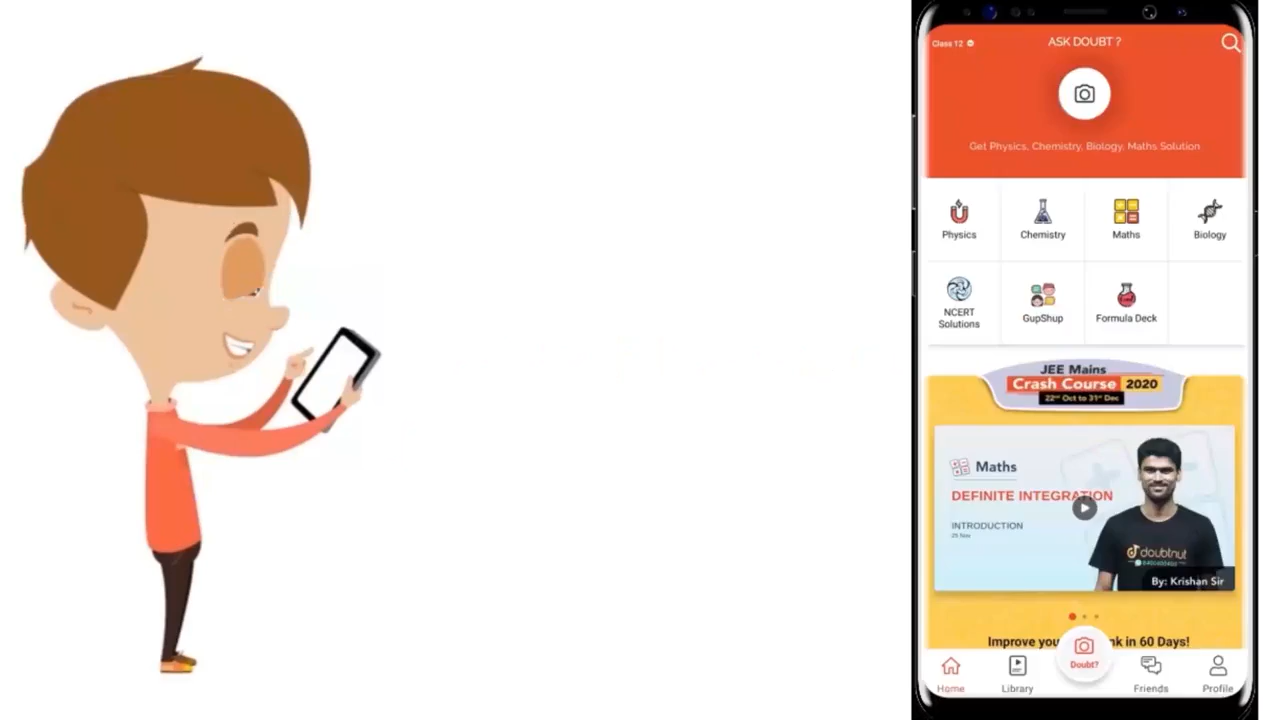 Class 12
ASK DOUBT ?
Get Physics, Chemistry, Biology, Maths Solution
Physics
Chemistry
Maths
Biology
NCERT
Solutions
GupShup
Formula Deck
JEE Mains
Crash Course 2020
22nd Oct to 31st Dec
Maths
DEFINITE INTEGRATION
INTRODUCTION
doubtnut
By: Krishan Sir
Improve you nk in 60 Days!
Doubt?
Home
Library
Friends
Profile